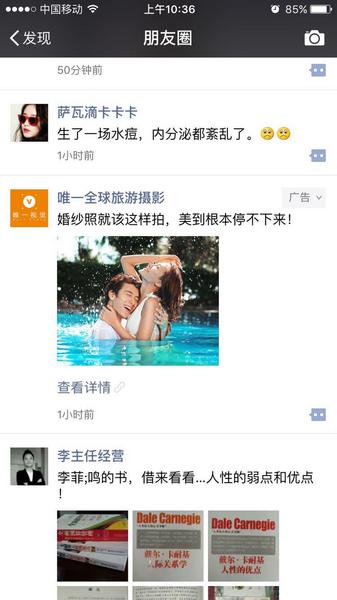 中国移动 上午10:36 85%
发现 朋友圈
50分钟前
萨瓦滴卡卡卡
生了一场水痘，内分泌都紊乱了。🥺🥺
1小时前
唯一全球旅游摄影 广告
唯一视觉
婚纱照就该这样拍，美到根本停不下来！
查看详情
1小时前
李主任经营
李菲;鸣的书，借来看看...人性的弱点和优点
！
Dale Carnegie
戴尔·卡耐基
人际关系学
Dale Carnegie
戴尔·卡耐基
人性的优点